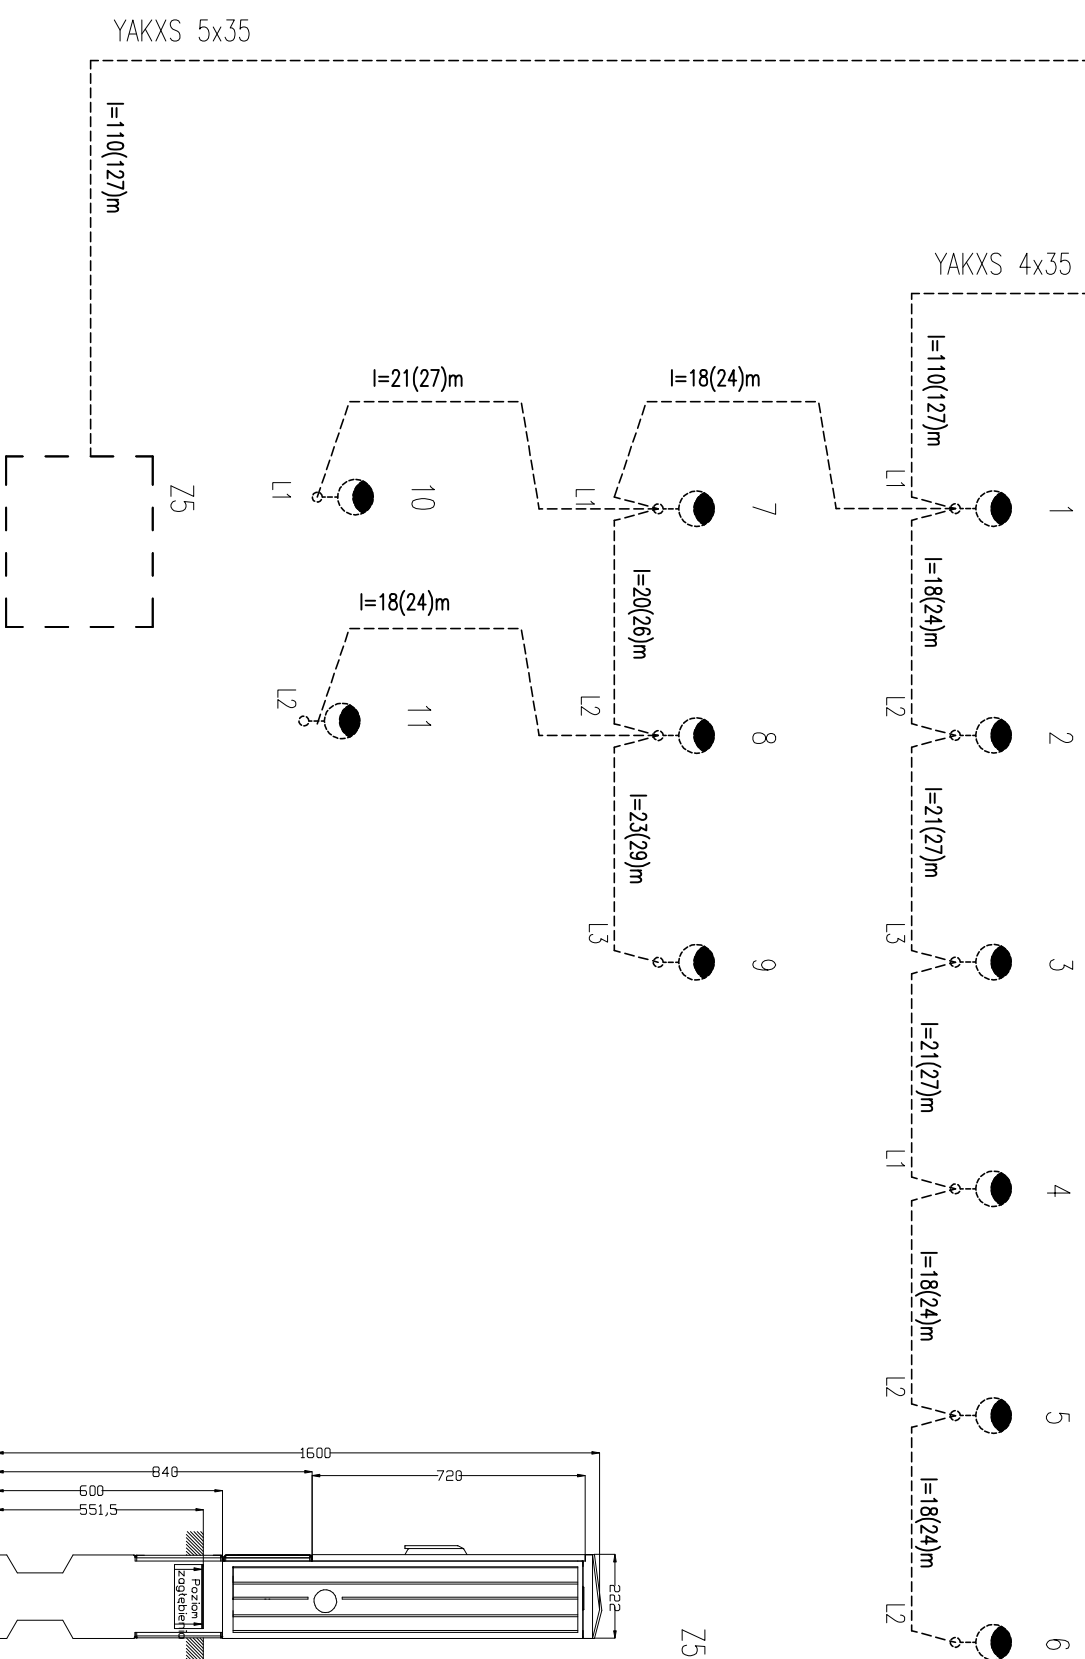 YAKXS 5x35
l=110(127)m
YAKXS 4x35
l=110(127)m
l=21(27)m
l=18(24)m
L1
Z5
L1
10
L1
7
1
l=18(24)m
l=20(26)m
l=18(24)m
L2
11
L2
8
L2
2
l=23(29)m
l=21(27)m
L3
9
L3
3
l=21(27)m
L1
4
l=18(24)m
L2
5
l=18(24)m
L2
6
1600
840
720
600
551,5
Poziom
zagłębienia
222
Z5